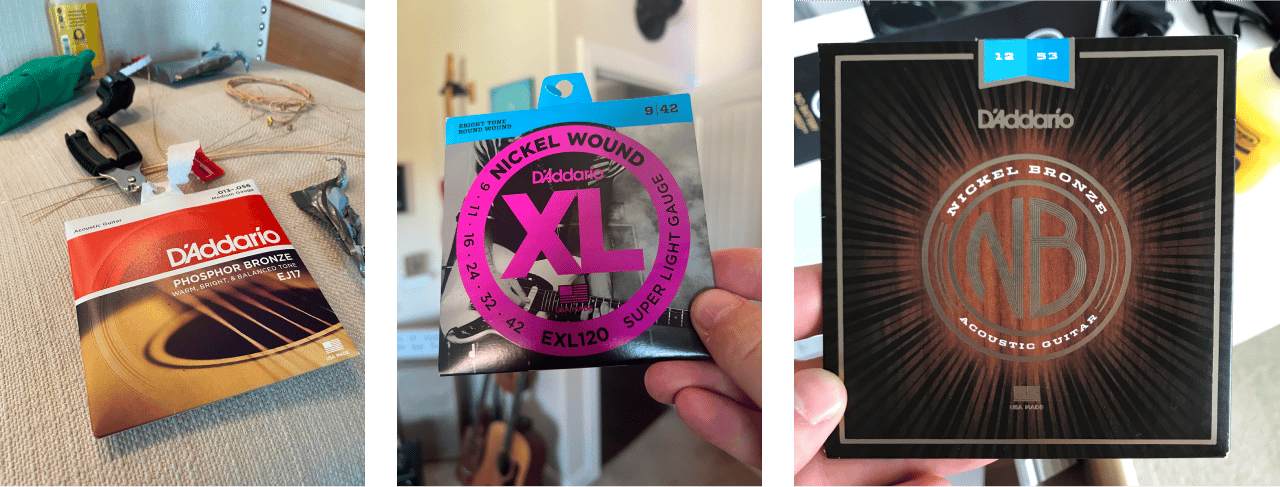 .013–.056
Medium Gauge
Acoustic Guitar
D'Addario
PHOSPHOR BRONZE
WARM, BRIGHT, & BALANCED TONE
EJ17
USA MADE
BRIGHT TONE
ROUND WOUND
9|42
NICKEL WOUND
D'Addario
XL
9 · 11 · 16 · 24 · 32 · 42
SUPER LIGHT GAUGE
EXL120
12 53
D'Addario
NICKEL BRONZE
NB
ACOUSTIC GUITAR
USA MADE